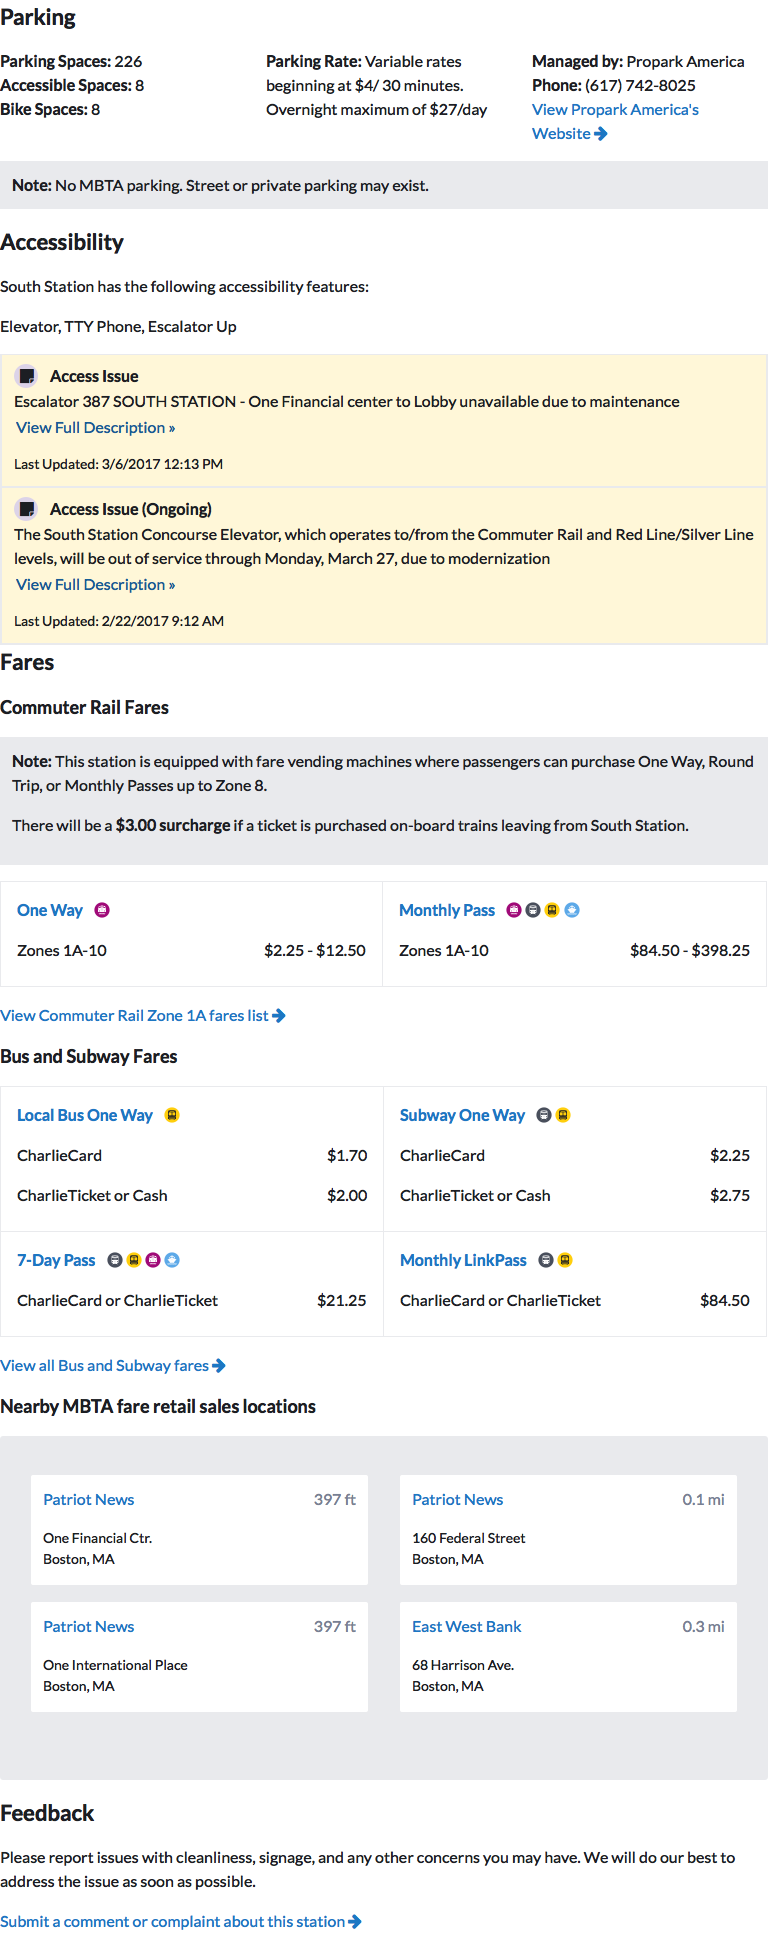 Parking
Parking Spaces: 226
Accessible Spaces: 8
Bike Spaces: 8
Parking Rate: Variable rates
beginning at $4/ 30 minutes.
Overnight maximum of $27/day
Managed by: Propark America
Phone: (617) 742-8025
View Propark America's
Website
Note: No MBTA parking. Street or private parking may exist.
Accessibility
South Station has the following accessibility features:
Elevator, TTY Phone, Escalator Up
Access Issue
Escalator 387 SOUTH STATION - One Financial center to Lobby unavailable due to maintenance
View Full Description »
Last Updated: 3/6/2017 12:13 PM
Access Issue (Ongoing)
The South Station Concourse Elevator, which operates to/from the Commuter Rail and Red Line/Silver Line
levels, will be out of service through Monday, March 27, due to modernization
View Full Description »
Last Updated: 2/22/2017 9:12 AM
Fares
Commuter Rail Fares
Note: This station is equipped with fare vending machines where passengers can purchase One Way, Round
Trip, or Monthly Passes up to Zone 8.
There will be a $3.00 surcharge if a ticket is purchased on-board trains leaving from South Station.
One Way
Zones 1A-10 $2.25 - $12.50
Monthly Pass
Zones 1A-10 $84.50 - $398.25
View Commuter Rail Zone 1A fares list
Bus and Subway Fares
Local Bus One Way
CharlieCard $1.70
CharlieTicket or Cash $2.00
Subway One Way
CharlieCard $2.25
CharlieTicket or Cash $2.75
7-Day Pass
CharlieCard or CharlieTicket $21.25
Monthly LinkPass
CharlieCard or CharlieTicket $84.50
View all Bus and Subway fares
Nearby MBTA fare retail sales locations
Patriot News 397 ft
One Financial Ctr.
Boston, MA
Patriot News 0.1 mi
160 Federal Street
Boston, MA
Patriot News 397 ft
One International Place
Boston, MA
East West Bank 0.3 mi
68 Harrison Ave.
Boston, MA
Feedback
Please report issues with cleanliness, signage, and any other concerns you may have. We will do our best to
address the issue as soon as possible.
Submit a comment or complaint about this station